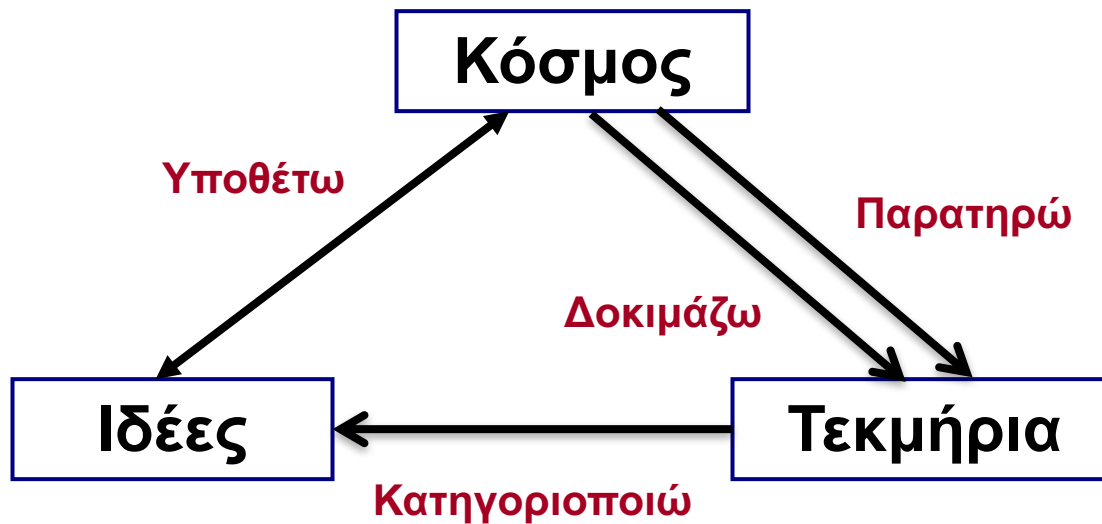 Κόσμος
Υποθέτω
Παρατηρώ
Δοκιμάζω
Ιδέες
Τεκμήρια
Κατηγοριοποιώ